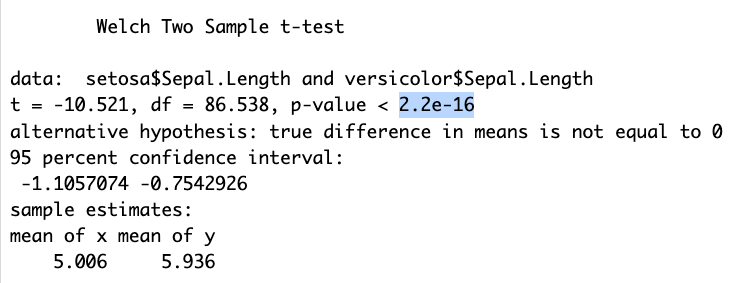 Welch Two Sample t-test
data:  setosa$Sepal.Length and versicolor$Sepal.Length
t = -10.521, df = 86.538, p-value < 2.2e-16
alternative hypothesis: true difference in means is not equal to 0
95 percent confidence interval:
 -1.1057074 -0.7542926
sample estimates:
mean of x mean of y
    5.006     5.936